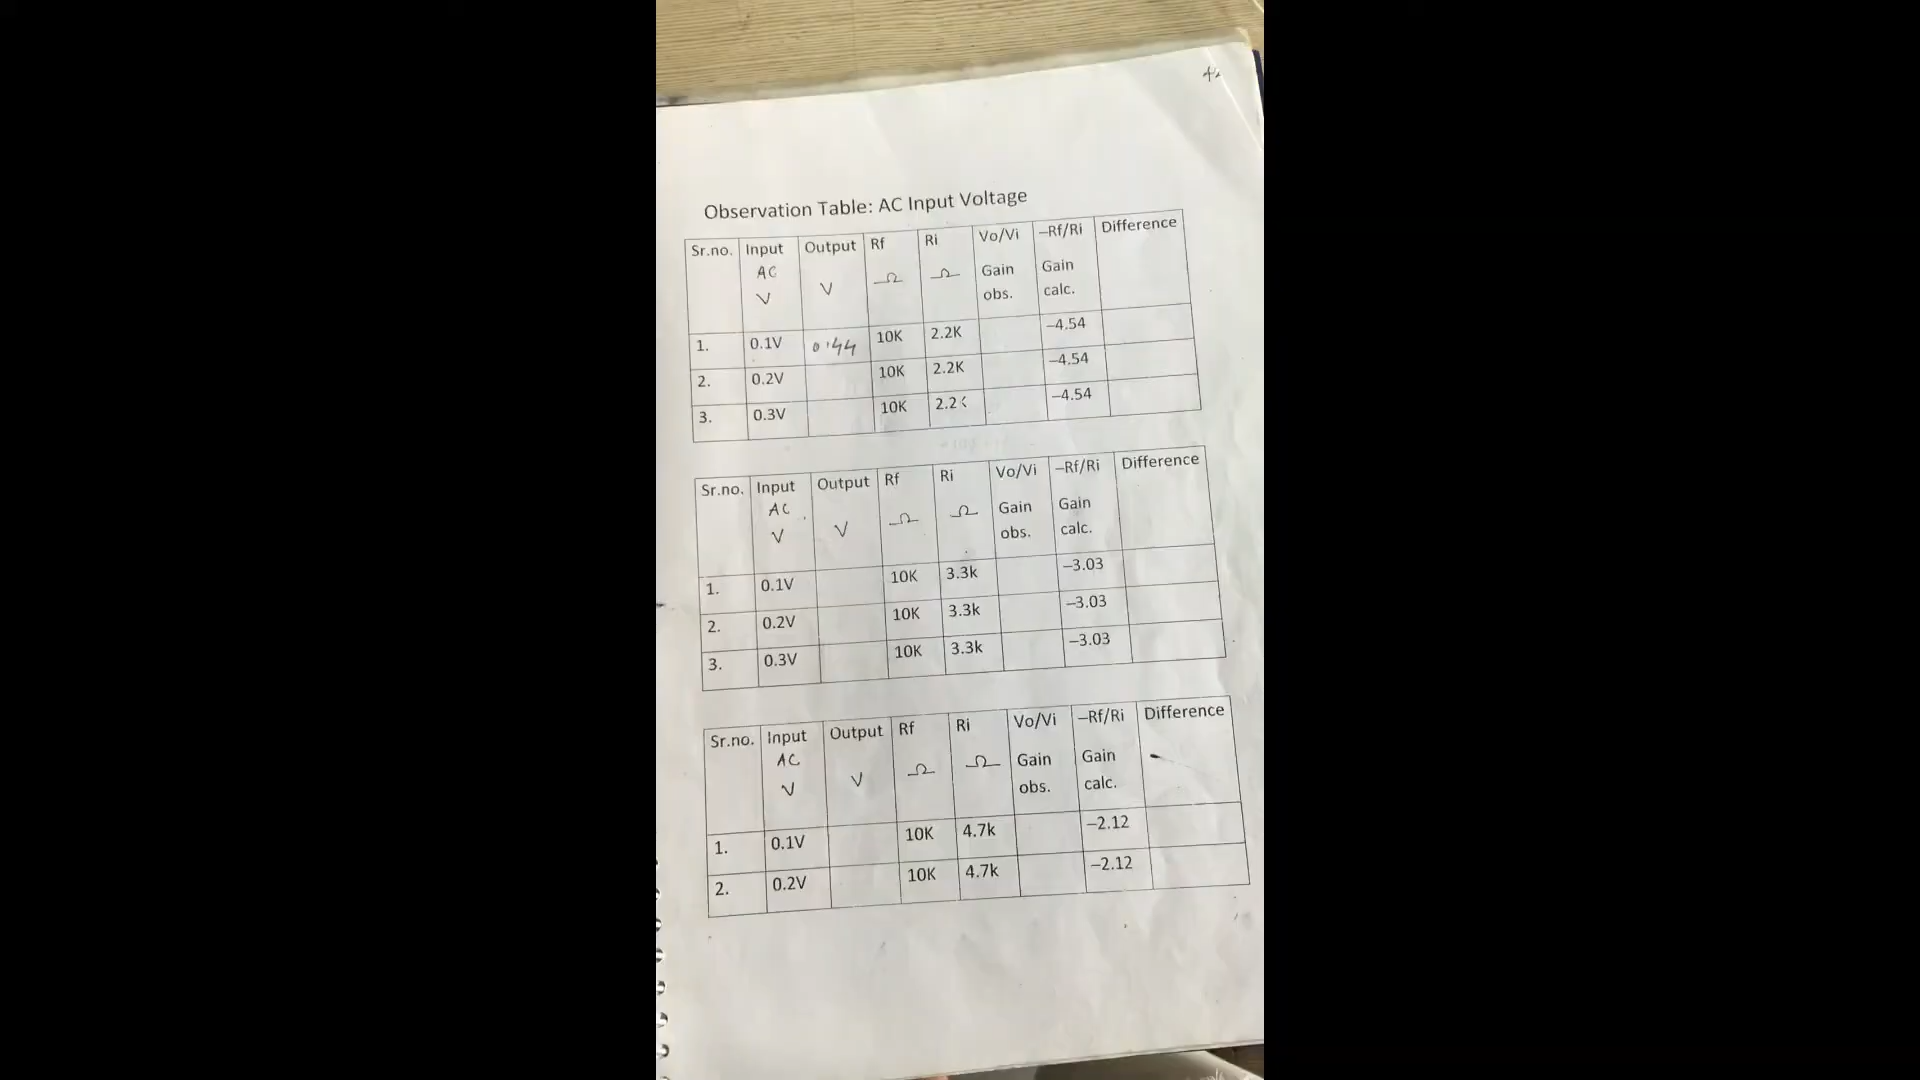 Observation Table: AC Input Voltage
Sr.no. Input Output Rf Ri Vo/Vi –Rf/Ri Difference
AC V Ω Ω Gain Gain
V obs. calc.
1. 0.1V 0.44 10K 2.2K –4.54
2. 0.2V 10K 2.2K –4.54
3. 0.3V 10K 2.2 –4.54
Sr.no. Input Output Rf Ri Vo/Vi –Rf/Ri Difference
AC V Ω Ω Gain Gain
V obs. calc.
1. 0.1V 10K 3.3k –3.03
2. 0.2V 10K 3.3k –3.03
3. 0.3V 10K 3.3k –3.03
Sr.no. Input Output Rf Ri Vo/Vi –Rf/Ri Difference
AC V Ω Ω Gain Gain
V obs. calc.
1. 0.1V 10K 4.7k –2.12
2. 0.2V 10K 4.7k –2.12